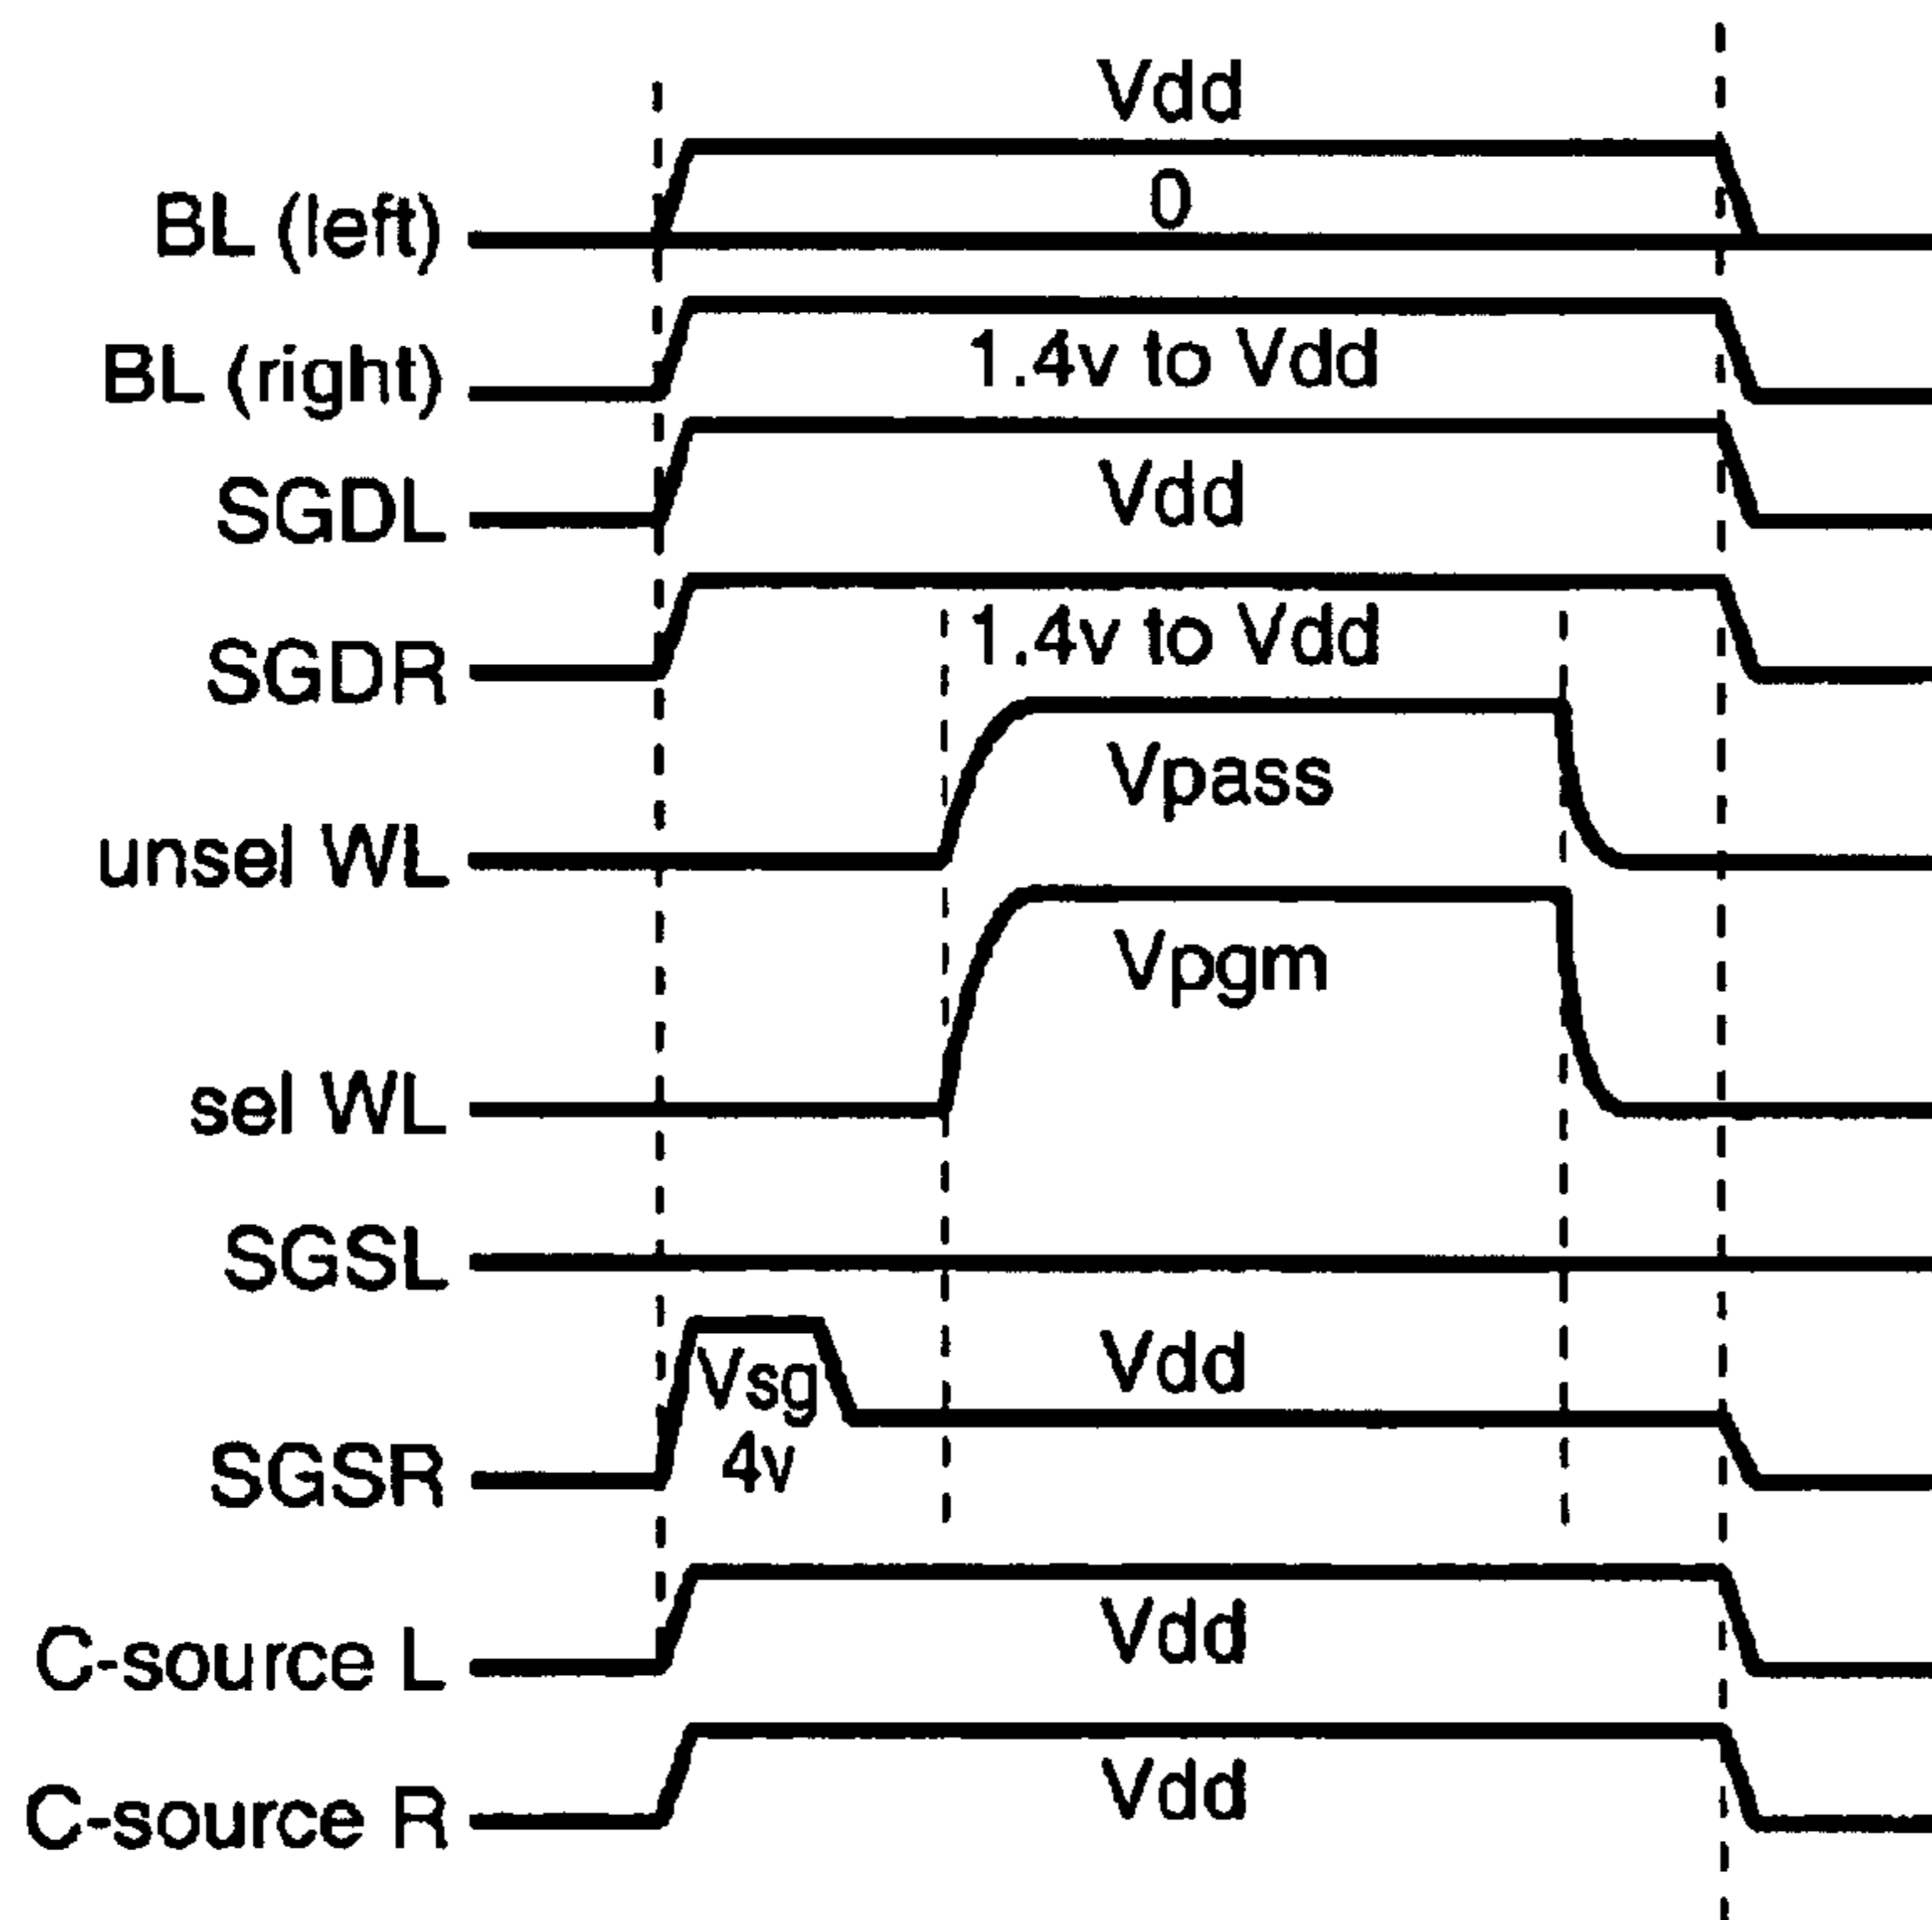 Vdd
BL (left)
0
BL (right)
1.4v to Vdd
SGDL
Vdd
SGDR
1.4v to Vdd
unsel WL
Vpass
sel WL
Vpgm
SGSL
SGSR
Vsg
4v
Vdd
C-source L
Vdd
C-source R
Vdd